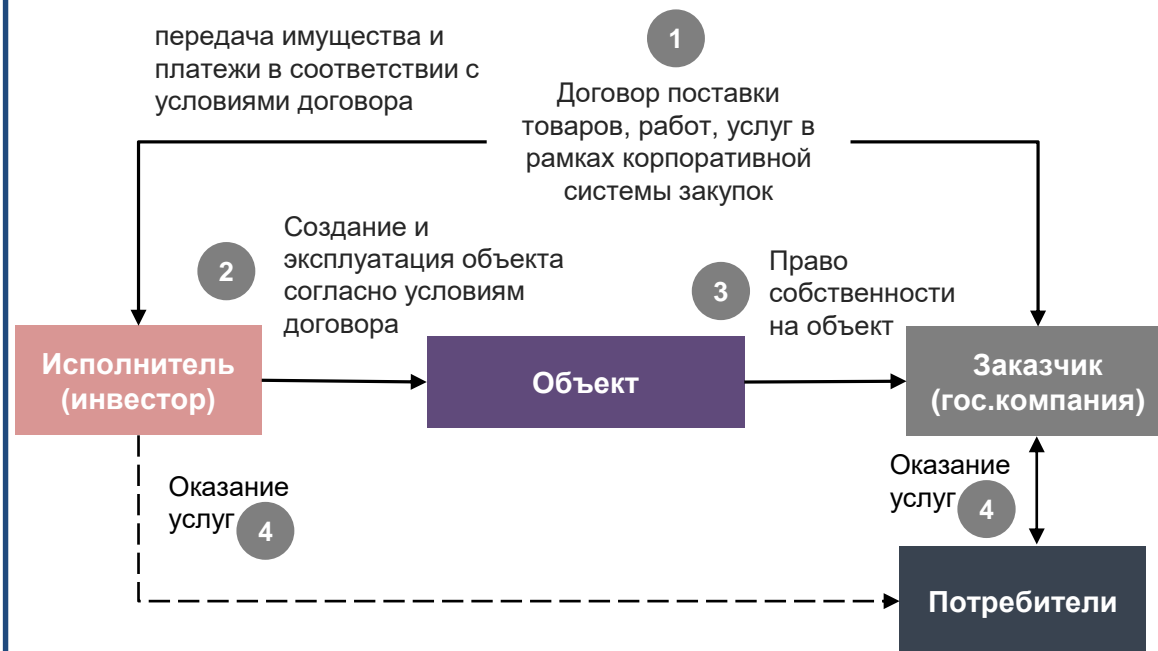 передача имущества и
платежи в соответствии с
условиями договора
1
Договор поставки
товаров, работ, услуг в
рамках корпоративной
системы закупок
2
Создание и
эксплуатация объекта
согласно условиям
договора
3
Право
собственности
на объект
Исполнитель
(инвестор)
Объект
Заказчик
(гос.компания)
Оказание
услуг
4
Оказание
услуг
4
Потребители